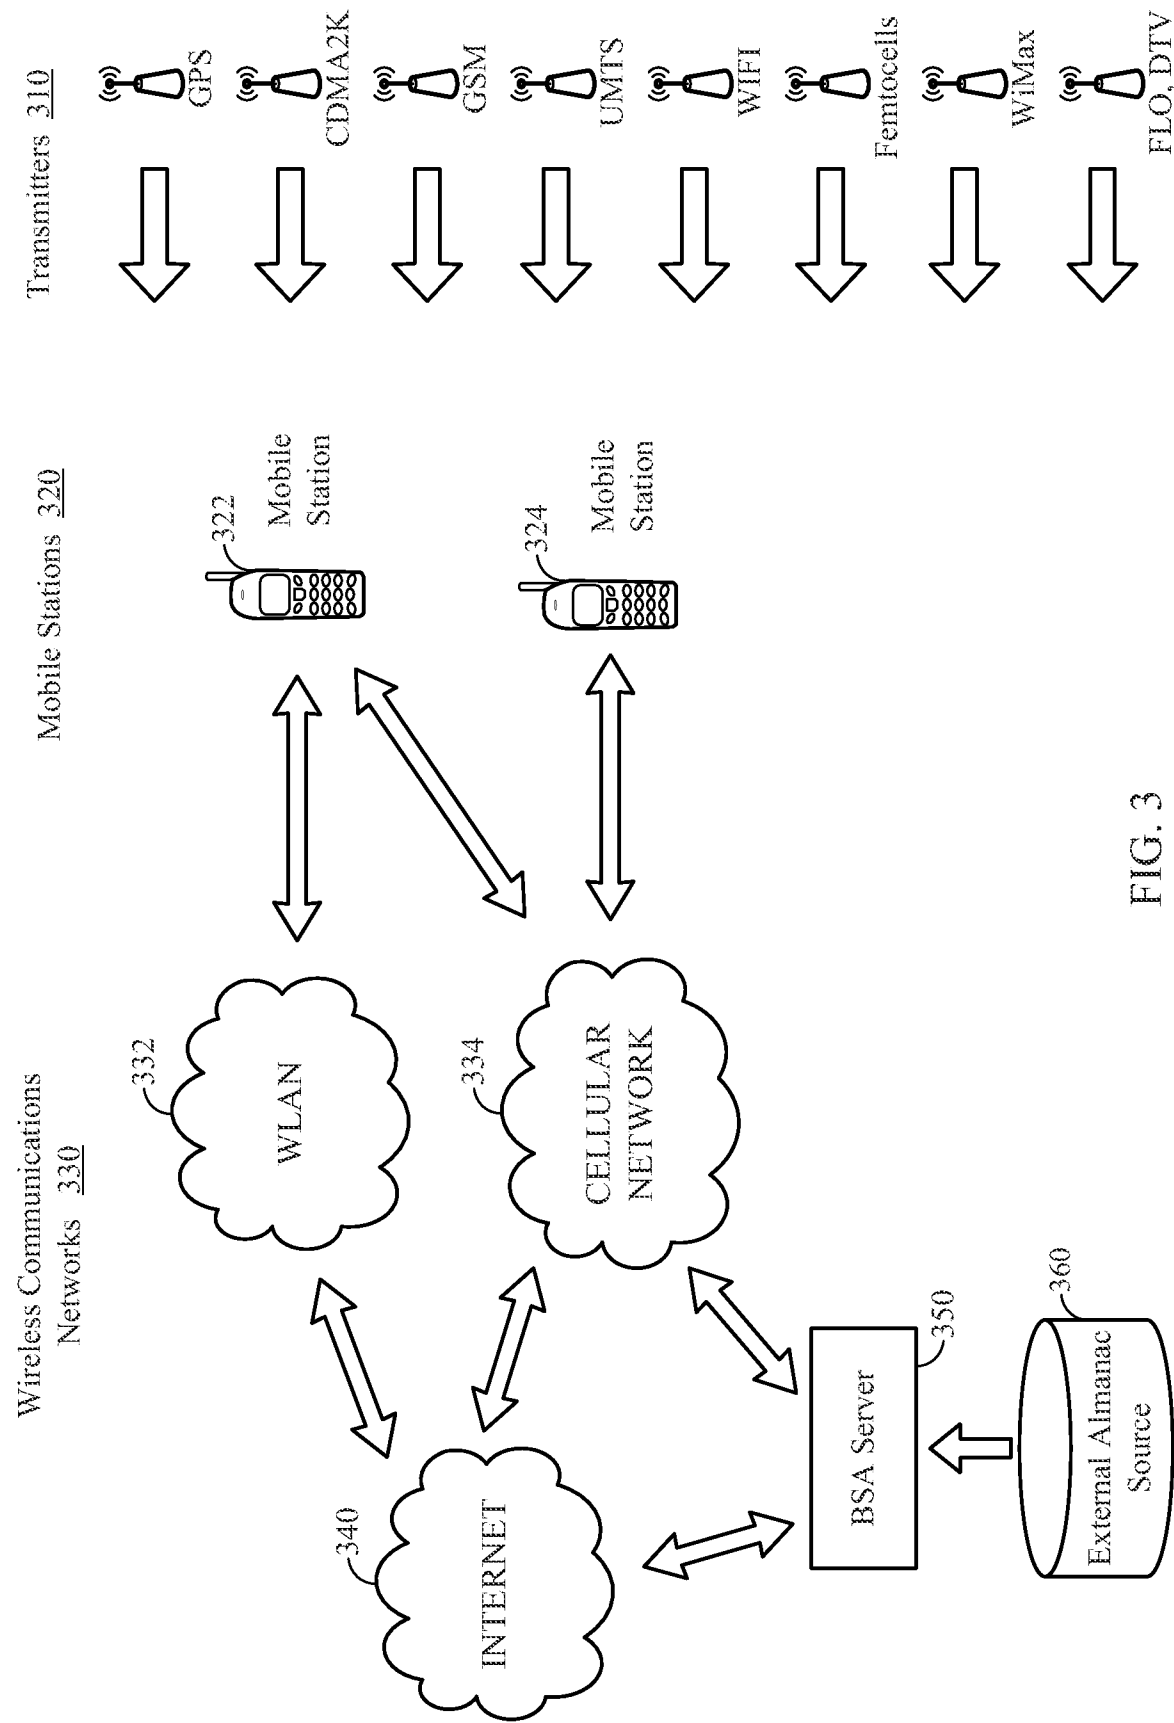 Wireless Communications
Networks 330
Mobile Stations 320
Transmitters 310
332
WLAN
322
Mobile
Station
GPS
CDMA2K
340
INTERNET
334
CELLULAR
NETWORK
324
Mobile
Station
GSM
UMTS
WIFI
Femtocells
WiMax
FLO, DTV
BSA Server
350
External Almanac
Source
360
FIG. 3